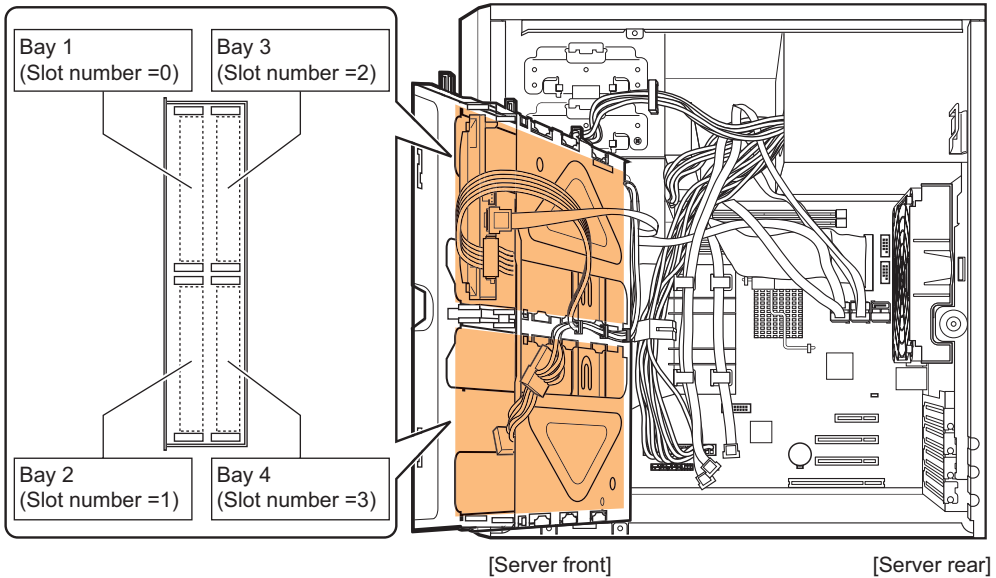 Bay 1
(Slot number =0)
Bay 3
(Slot number =2)
Bay 2
(Slot number =1)
Bay 4
(Slot number =3)
[Server front]
[Server rear]